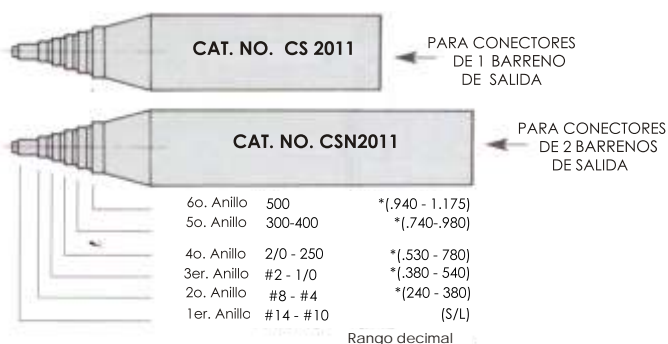 CAT. NO. CS 2011
PARA CONECTORES
DE 1 BARRENO
DE SALIDA
CAT. NO. CSN2011
PARA CONECTORES
DE 2 BARRENOS
DE SALIDA
6o. Anillo 500 *(.940 - 1.175)
5o. Anillo 300-400 *(.740-.980)
4o. Anillo 2/0 - 250 *(.530 - 780)
3er. Anillo #2 - 1/0 *(.380 - 540)
2o. Anillo #8 - #4 *(240 - 380)
1er. Anillo #14 - #10 (S/L)
Rango decimal